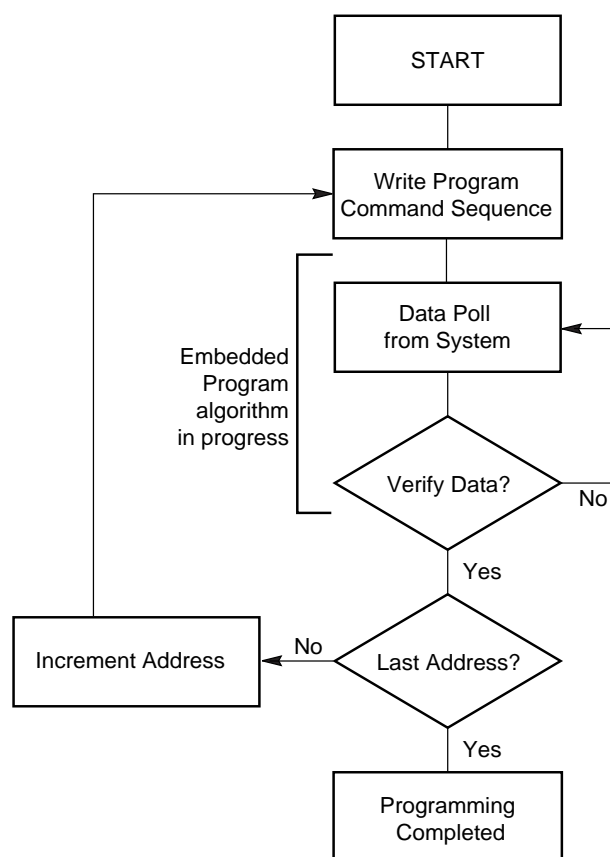 START
Write Program
Command Sequence
Data Poll
from System
Embedded
Program
algorithm
in progress
Verify Data?
No
Yes
Increment Address
No
Last Address?
Yes
Programming
Completed